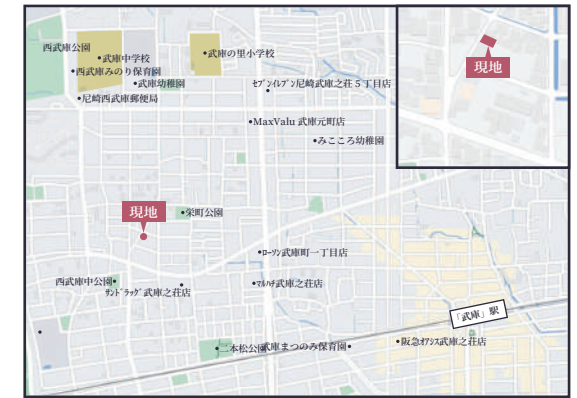 西武庫公園
武庫中学校
武庫の里小学校
西武庫みのり保育園
武庫幼稚園
セブンイレブン尼崎武庫之荘5丁目店
尼崎西武庫郵便局
現地
MaxValu 武庫元町店
みこころ幼稚園
現地
栄町公園
ローソン武庫町一丁目店
西武庫中公園
サンドラッグ武庫之荘店
マルハチ武庫之荘店
「武庫」駅
二本松公園
武庫まつのみ保育園
阪急オアシス武庫之荘店